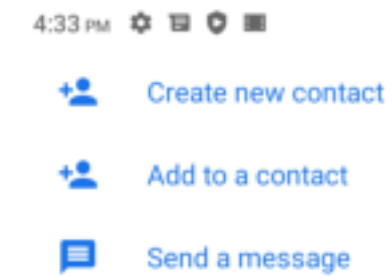 4:33 PM
Create new contact
Add to a contact
Send a message